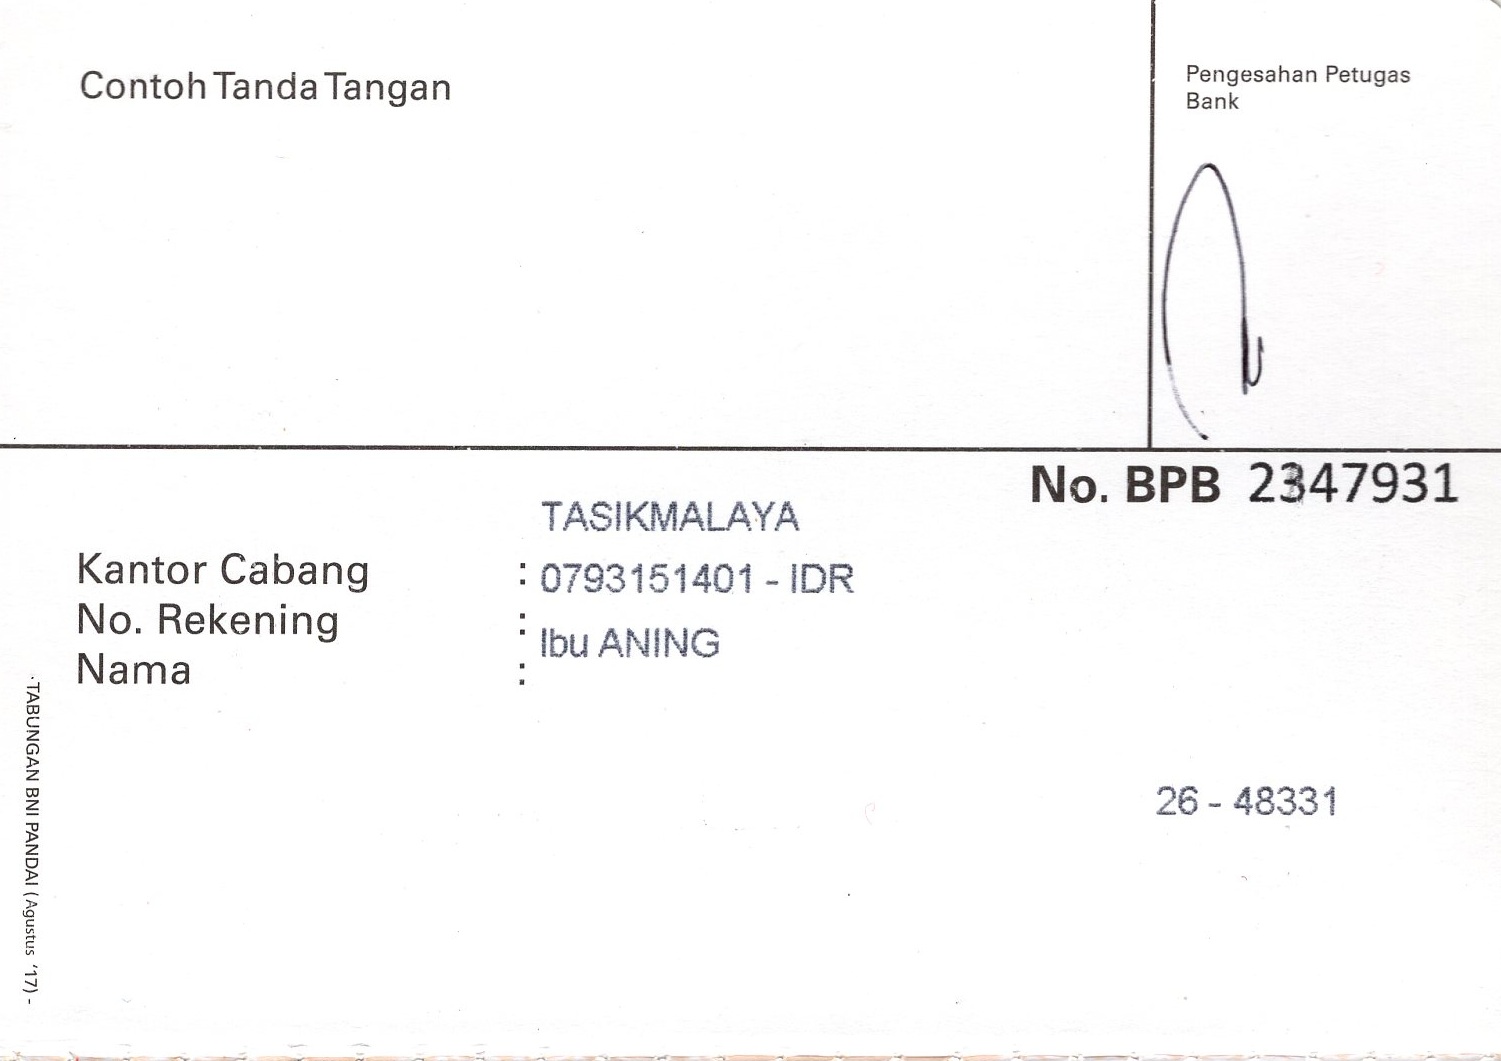 Contoh Tanda Tangan
Pengesahan Petugas
Bank
No. BPB 2347931
TASIKMALAYA
Kantor Cabang : 0793151401 - IDR
No. Rekening : Ibu ANING
Nama :
26 - 48331
-TABUNGAN BNI PANDAI (Agustus '17) -